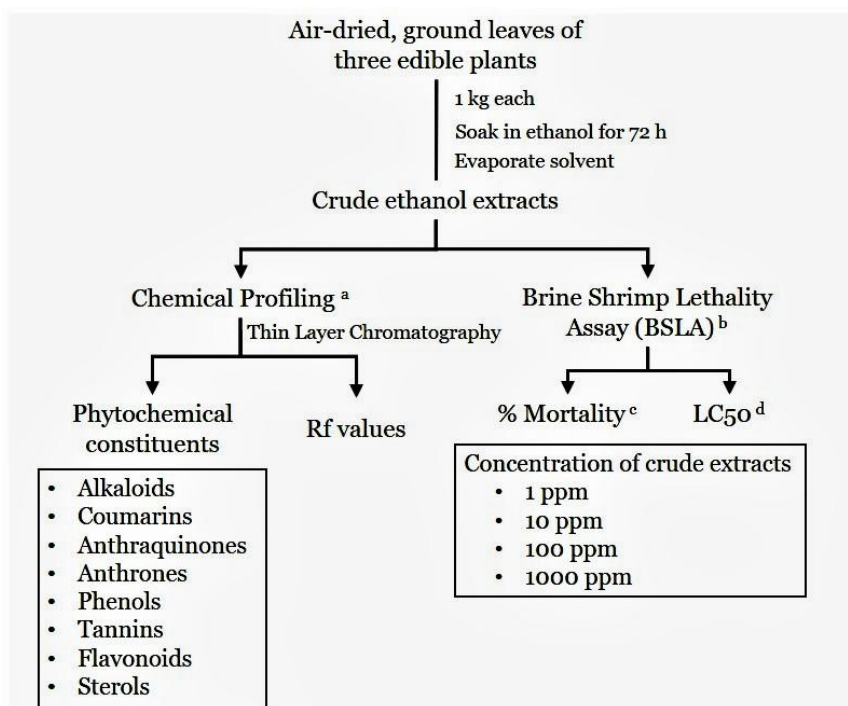 Air-dried, ground leaves of
three edible plants
1 kg each
Soak in ethanol for 72 h
Evaporate solvent
Crude ethanol extracts
Chemical Profiling a
Thin Layer Chromatography
Phytochemical
constituents
Rf values
• Alkaloids
• Coumarins
• Anthraquinones
• Anthrones
• Phenols
• Tannins
• Flavonoids
• Sterols
Brine Shrimp Lethality
Assay (BSLA) b
% Mortality c
LC50 d
Concentration of crude extracts
• 1 ppm
• 10 ppm
• 100 ppm
• 1000 ppm